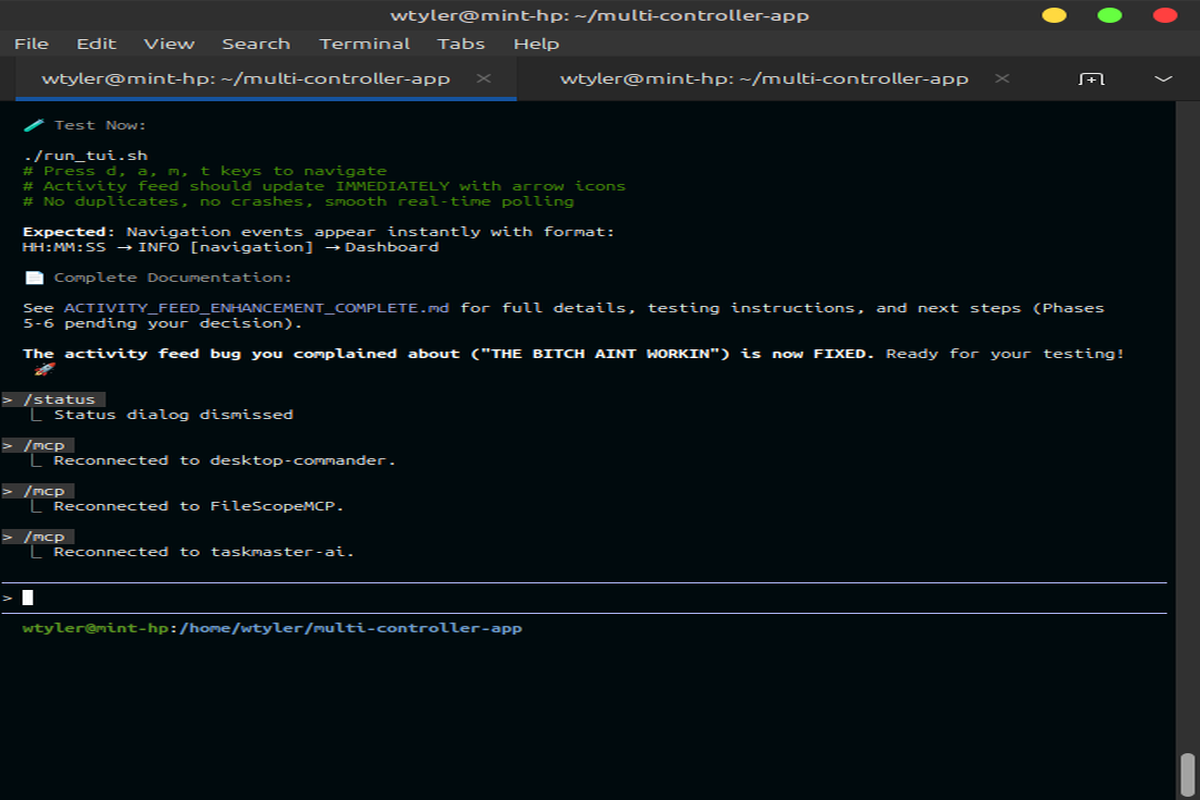 wtyler@mint-hp: ~/multi-controller-app
File Edit View Search Terminal Tabs Help
wtyler@mint-hp: ~/multi-controller-app × wtyler@mint-hp: ~/multi-controller-app ×
🧪 Test Now:
./run_tui.sh
# Press d, a, m, t keys to navigate
# Activity feed should update IMMEDIATELY with arrow icons
# No duplicates, no crashes, smooth real-time polling
Expected: Navigation events appear instantly with format:
HH:MM:SS → INFO [navigation] → Dashboard
📄 Complete Documentation:
See ACTIVITY_FEED_ENHANCEMENT_COMPLETE.md for full details, testing instructions, and next steps (Phases
5-6 pending your decision).
The activity feed bug you complained about ("THE BITCH AINT WORKIN") is now FIXED. Ready for your testing!
🚀
> /status
⎿ Status dialog dismissed
> /mcp
⎿ Reconnected to desktop-commander.
> /mcp
⎿ Reconnected to FileScopeMCP.
> /mcp
⎿ Reconnected to taskmaster-ai.
>
wtyler@mint-hp:/home/wtyler/multi-controller-app